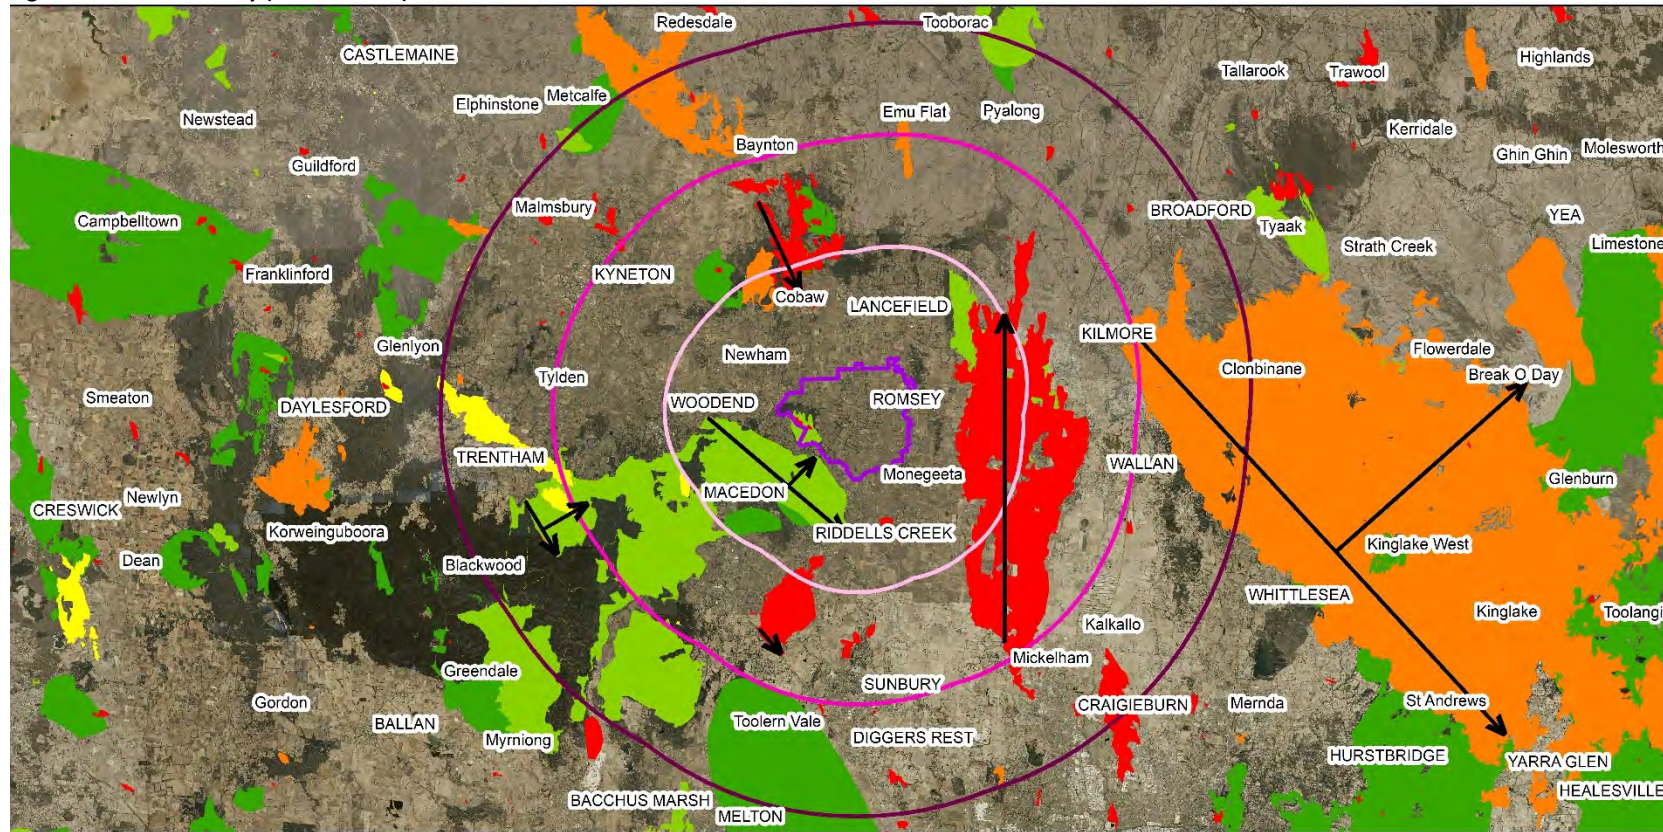 Redesdale
Tooborac
CASTLEMAINE
Highlands
Tallarook
Trawool
Metcalfe
Elphinstone
Emu Flat
Pyalong
Newstead
Kerridale
Baynton
Ghin Ghin
Molesworth
Guildford
Malmsbury
BROADFORD
YEA
Campbelltown
Tyaak
Strath Creek
Limestone
Franklinford
KYNETON
Cobaw
LANCEFIELD
KILMORE
Glenlyon
Newham
Flowerdale
Clonbinane
Break O Day
Tylden
Smeaton
DAYLESFORD
WOODEND
ROMSEY
TRENTHAM
WALLAN
Monegeeta
Glenburn
MACEDON
Newlyn
CRESWICK
Korweinguboora
RIDDELLS CREEK
Kinglake West
Dean
Blackwood
WHITTLESEA
Kinglake
Toolangi
Kalkallo
Mickelham
Greendale
SUNBURY
Gordon
CRAIGIEBURN
Mernda
St Andrews
BALLAN
Toolern Vale
Myrniong
DIGGERS REST
HURSTBRIDGE
YARRA GLEN
HEALESVILLE
BACCHUS MARSH
MELTON